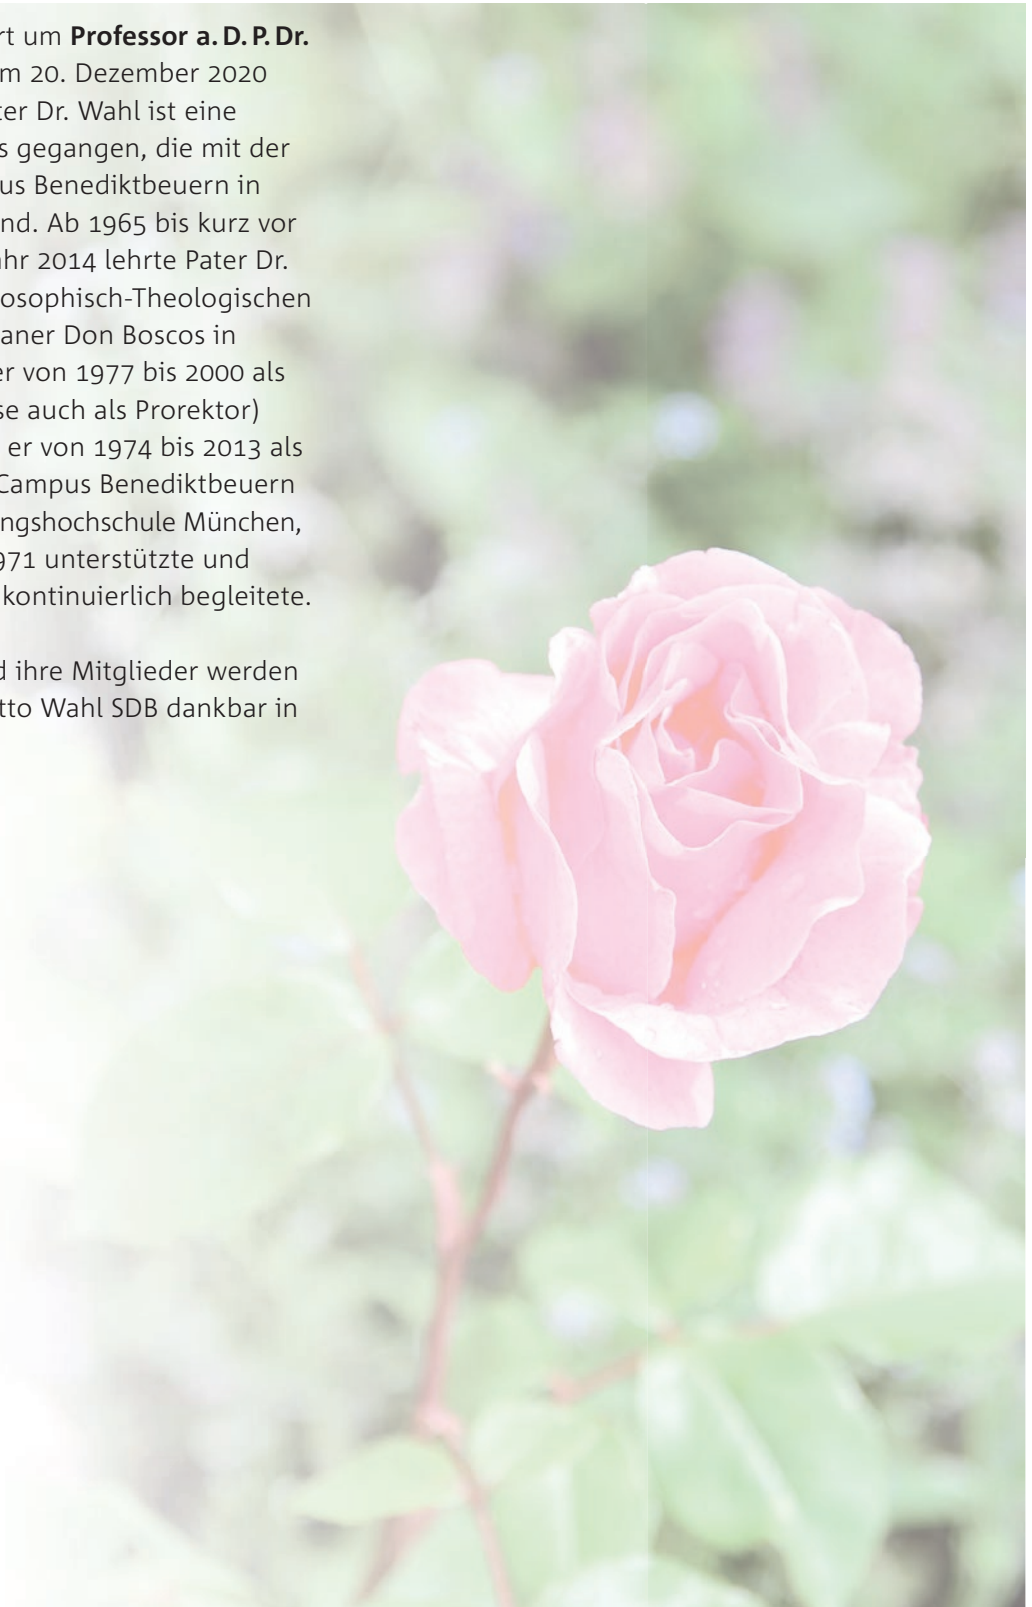 rt um Professor a. D. P. Dr.
m 20. Dezember 2020
ter Dr. Wahl ist eine
s gegangen, die mit der
us Benediktbeuern in
nd. Ab 1965 bis kurz vor
ahr 2014 lehrte Pater Dr.
losophisch-Theologischen
aner Don Boscos in
er von 1977 bis 2000 als
se auch als Prorektor)
er von 1974 bis 2013 als
Campus Benediktbeuern
ngshochschule München,
971 unterstützte und
kontinuierlich begleitete.
d ihre Mitglieder werden
tto Wahl SDB dankbar in